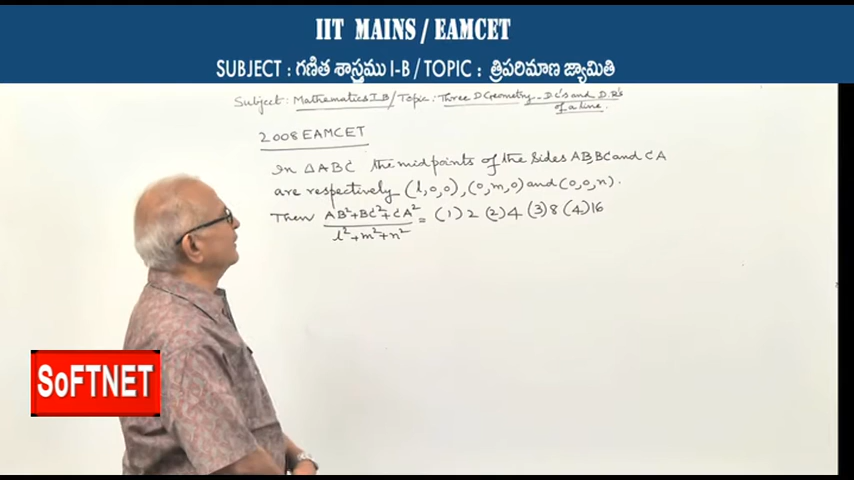 IIT MAINS / EAMCET
SUBJECT : గణిత శాస్త్రము I-B / TOPIC : త్రిపరిమాణ జ్యామితి
Subject: Mathematics IB / Topic: Three D Geometry - DC's and D.R's
of a line.
2008 EAMCET
In ΔABC the midpoints of the sides AB, BC and CA
are respectively (l,0,0), (0,m,0) and (0,0,n).
Then AB²+BC²+CA² / l²+m²+n² = (1) 2 (2) 4 (3) 8 (4) 16
SoFTNET